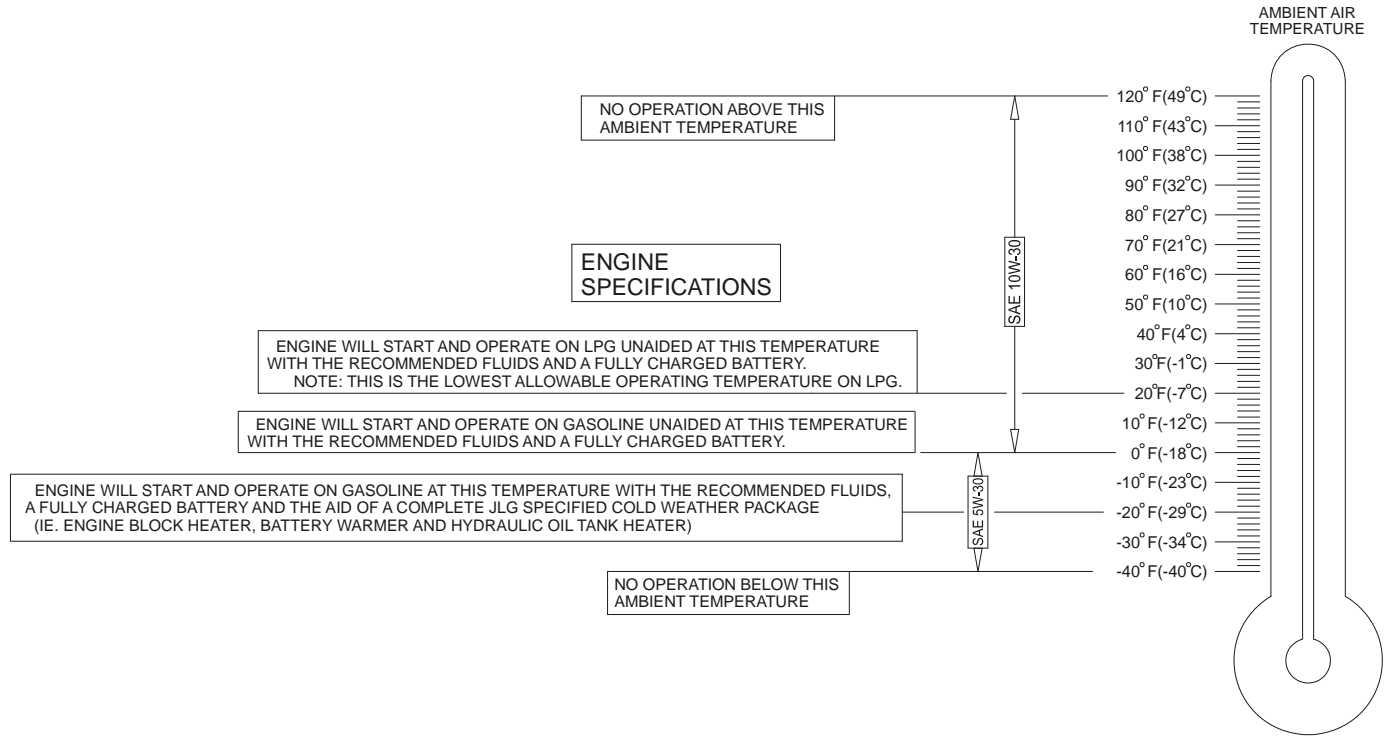 AMBIENT AIR
TEMPERATURE
NO OPERATION ABOVE THIS
AMBIENT TEMPERATURE
120° F(49°C)
110° F(43°C)
100° F(38°C)
90° F(32°C)
80° F(27°C)
70° F(21°C)
60° F(16°C)
50° F(10°C)
40°F(4°C)
30°F(-1°C)
20°F(-7°C)
10°F(-12°C)
0° F(-18°C)
-10° F(-23°C)
-20° F(-29°C)
-30° F(-34°C)
-40° F(-40°C)
SAE 10W-30
ENGINE
SPECIFICATIONS
ENGINE WILL START AND OPERATE ON LPG UNAIDED AT THIS TEMPERATURE
WITH THE RECOMMENDED FLUIDS AND A FULLY CHARGED BATTERY.
NOTE: THIS IS THE LOWEST ALLOWABLE OPERATING TEMPERATURE ON LPG.
ENGINE WILL START AND OPERATE ON GASOLINE UNAIDED AT THIS TEMPERATURE
WITH THE RECOMMENDED FLUIDS AND A FULLY CHARGED BATTERY.
SAE 5W-30
ENGINE WILL START AND OPERATE ON GASOLINE AT THIS TEMPERATURE WITH THE RECOMMENDED FLUIDS,
A FULLY CHARGED BATTERY AND THE AID OF A COMPLETE JLG SPECIFIED COLD WEATHER PACKAGE
(IE. ENGINE BLOCK HEATER, BATTERY WARMER AND HYDRAULIC OIL TANK HEATER)
NO OPERATION BELOW THIS
AMBIENT TEMPERATURE